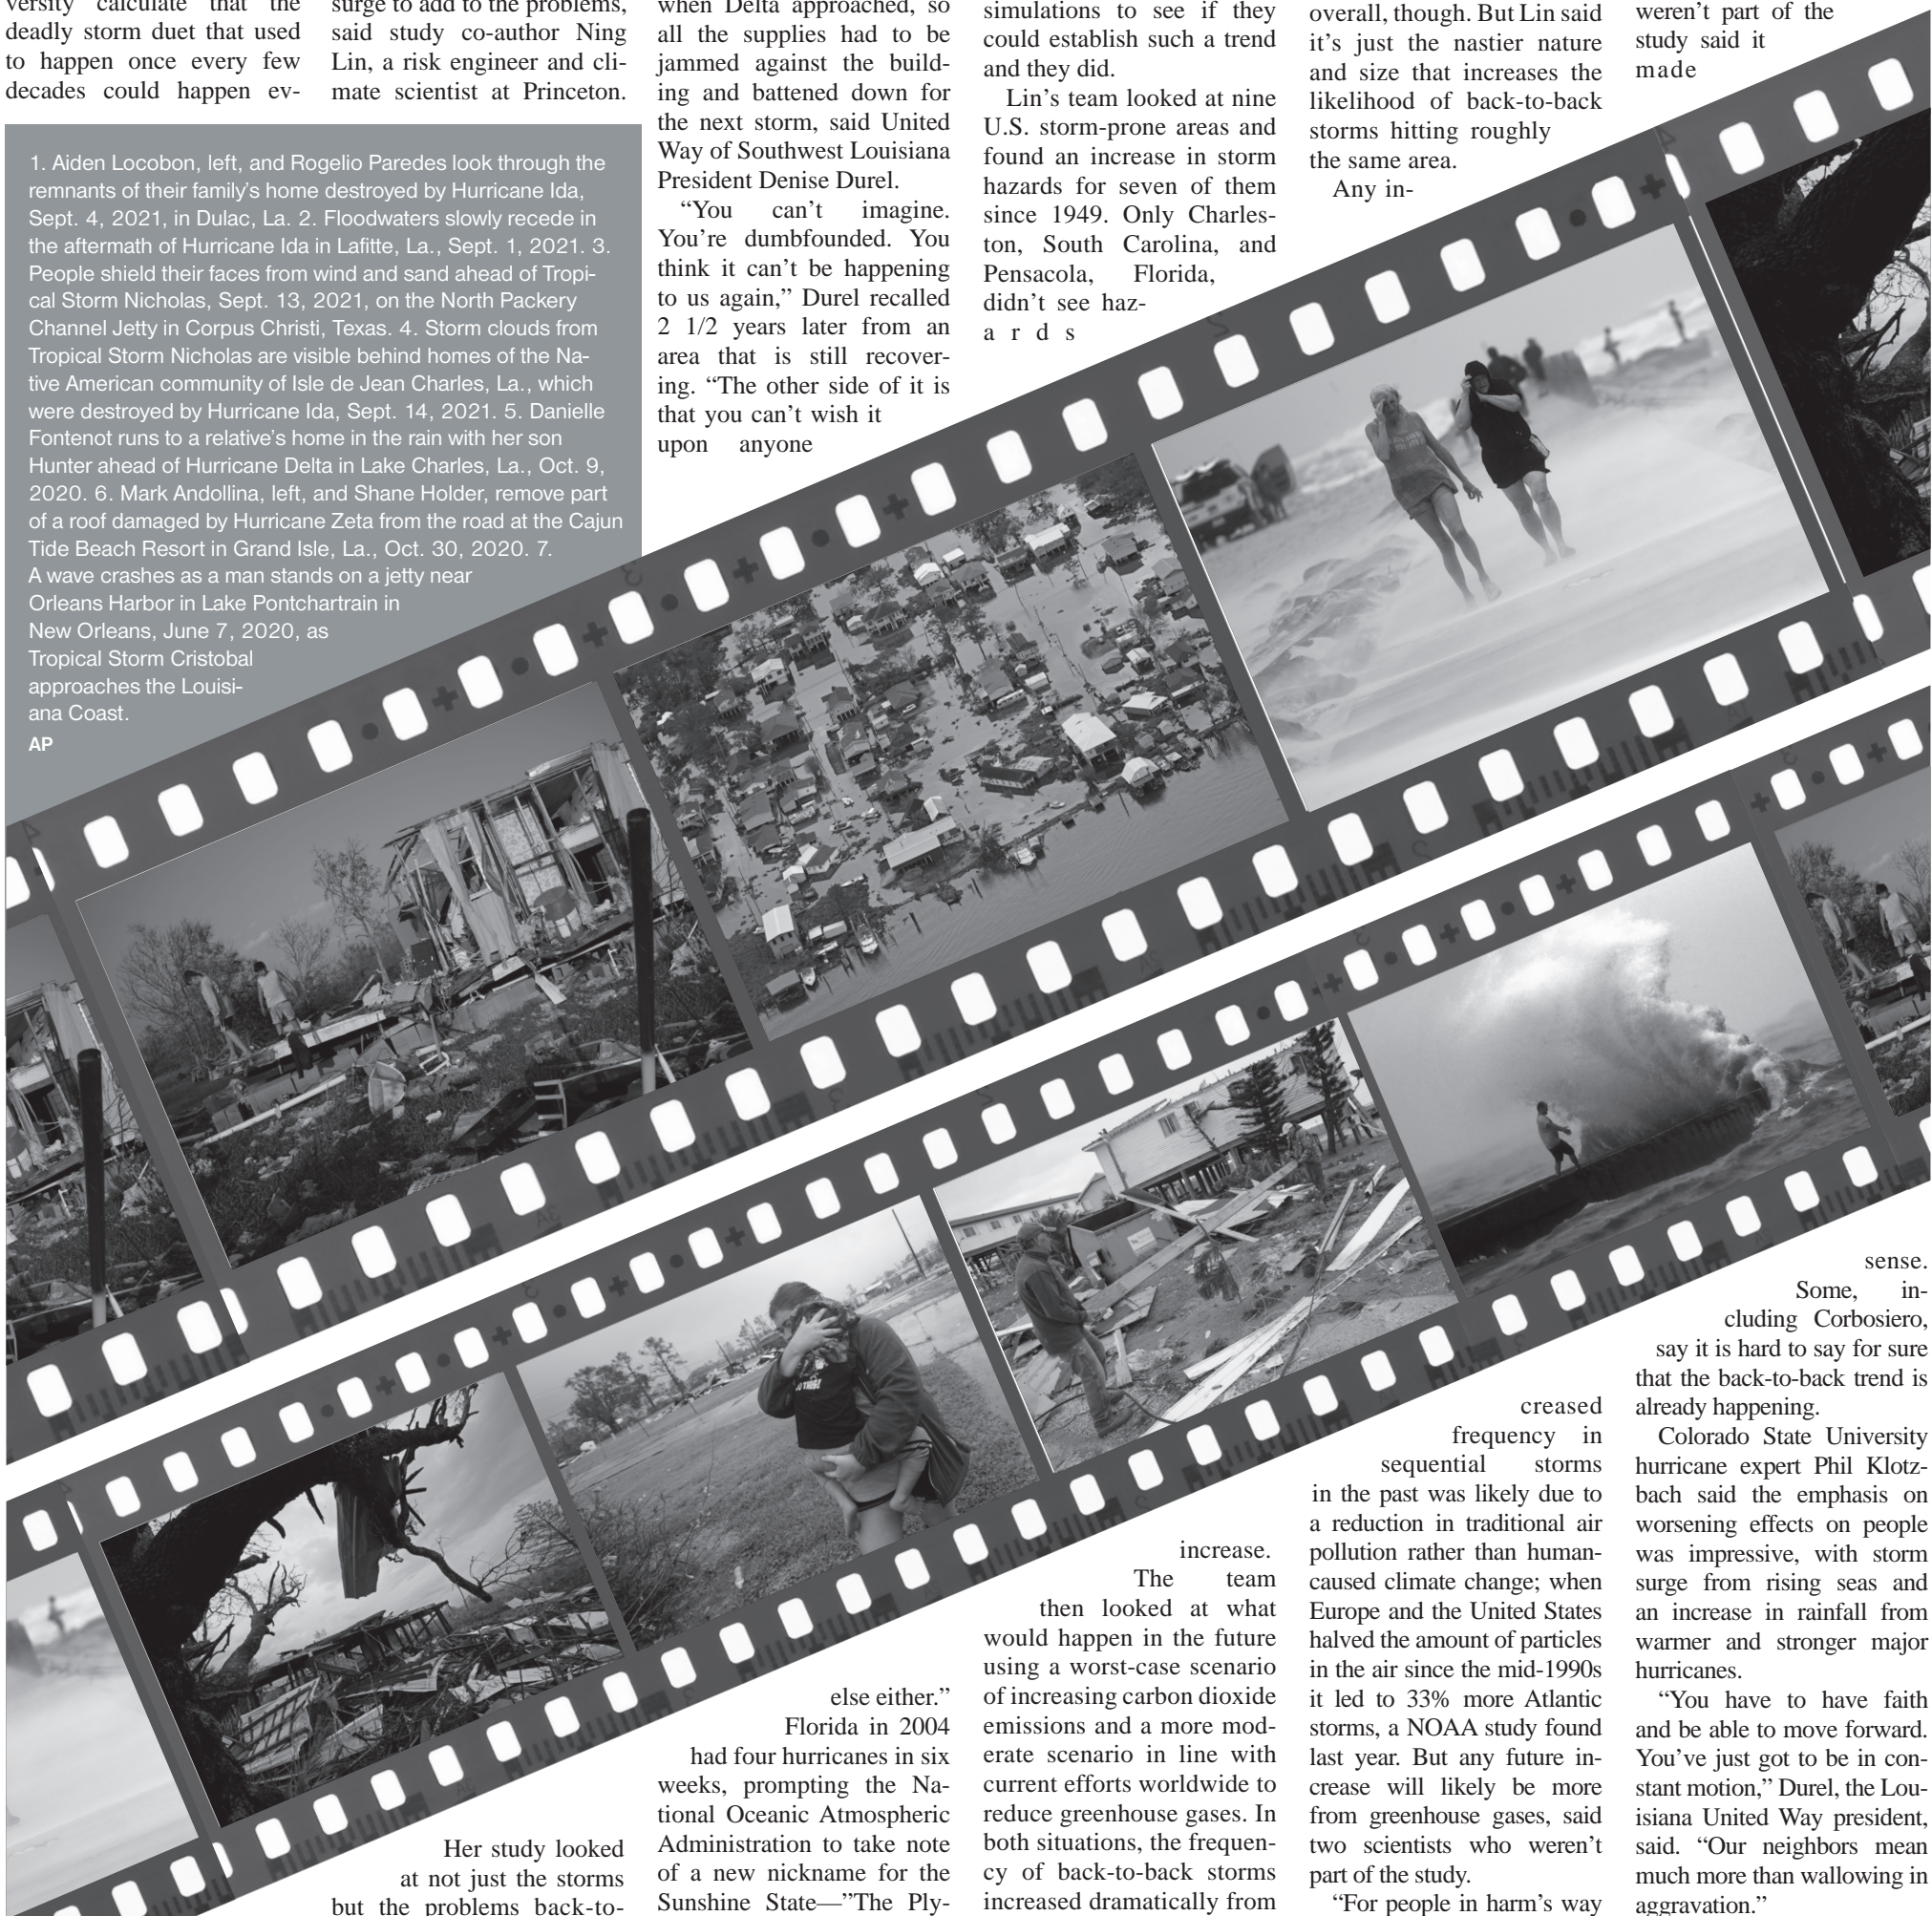 versity calculate that the
deadly storm duet that used
to happen once every few
decades could happen ev-
1. Aiden Locobon, left, and Rogelio Paredes look through the
remnants of their family’s home destroyed by Hurricane Ida,
Sept. 4, 2021, in Dulac, La. 2. Floodwaters slowly recede in
the aftermath of Hurricane Ida in Lafitte, La., Sept. 1, 2021. 3.
People shield their faces from wind and sand ahead of Tropi-
cal Storm Nicholas, Sept. 13, 2021, on the North Packery
Channel Jetty in Corpus Christi, Texas. 4. Storm clouds from
Tropical Storm Nicholas are visible behind homes of the Na-
tive American community of Isle de Jean Charles, La., which
were destroyed by Hurricane Ida, Sept. 14, 2021. 5. Danielle
Fontenot runs to a relative’s home in the rain with her son
Hunter ahead of Hurricane Delta in Lake Charles, La., Oct. 9,
2020. 6. Mark Andollina, left, and Shane Holder, remove part
of a roof damaged by Hurricane Zeta from the road at the Cajun
Tide Beach Resort in Grand Isle, La., Oct. 30, 2020. 7.
A wave crashes as a man stands on a jetty near
Orleans Harbor in Lake Pontchartrain in
New Orleans, June 7, 2020, as
Tropical Storm Cristobal
approaches the Louisi-
ana Coast.
AP
surge to add to the problems,
said study co-author Ning
Lin, a risk engineer and cli-
mate scientist at Princeton.
Her study looked
at not just the storms
but the problems back-to-
when Delta approached, so
all the supplies had to be
jammed against the build-
ing and battened down for
the next storm, said United
Way of Southwest Louisiana
President Denise Durel.
“You can’t imagine.
You’re dumbfounded. You
think it can’t be happening
to us again,” Durel recalled
2 1/2 years later from an
area that is still recover-
ing. “The other side of it is
that you can’t wish it
upon anyone
else either.”
Florida in 2004
had four hurricanes in six
weeks, prompting the Na-
tional Oceanic Atmospheric
Administration to take note
of a new nickname for the
Sunshine State—”The Ply-
simulations to see if they
could establish such a trend
and they did.
Lin’s team looked at nine
U.S. storm-prone areas and
found an increase in storm
hazards for seven of them
since 1949. Only Charles-
ton, South Carolina, and
Pensacola, Florida,
didn’t see haz-
a r d s
increase.
The team
then looked at what
would happen in the future
using a worst-case scenario
of increasing carbon dioxide
emissions and a more mod-
erate scenario in line with
current efforts worldwide to
reduce greenhouse gases. In
both situations, the frequen-
cy of back-to-back storms
increased dramatically from
overall, though. But Lin said
it’s just the nastier nature
and size that increases the
likelihood of back-to-back
storms hitting roughly
the same area.
Any in-
creased
frequency in
sequential storms
in the past was likely due to
a reduction in traditional air
pollution rather than human-
caused climate change; when
Europe and the United States
halved the amount of particles
in the air since the mid-1990s
it led to 33% more Atlantic
storms, a NOAA study found
last year. But any future in-
crease will likely be more
from greenhouse gases, said
two scientists who weren’t
part of the study.
“For people in harm’s way
weren’t part of the
study said it
made
sense.
Some, in-
cluding Corbosiero,
say it is hard to say for sure
that the back-to-back trend is
already happening.
Colorado State University
hurricane expert Phil Klotz-
bach said the emphasis on
worsening effects on people
was impressive, with storm
surge from rising seas and
an increase in rainfall from
warmer and stronger major
hurricanes.
“You have to have faith
and be able to move forward.
You’ve just got to be in con-
stant motion,” Durel, the Lou-
isiana United Way president,
said. “Our neighbors mean
much more than wallowing in
aggravation.”